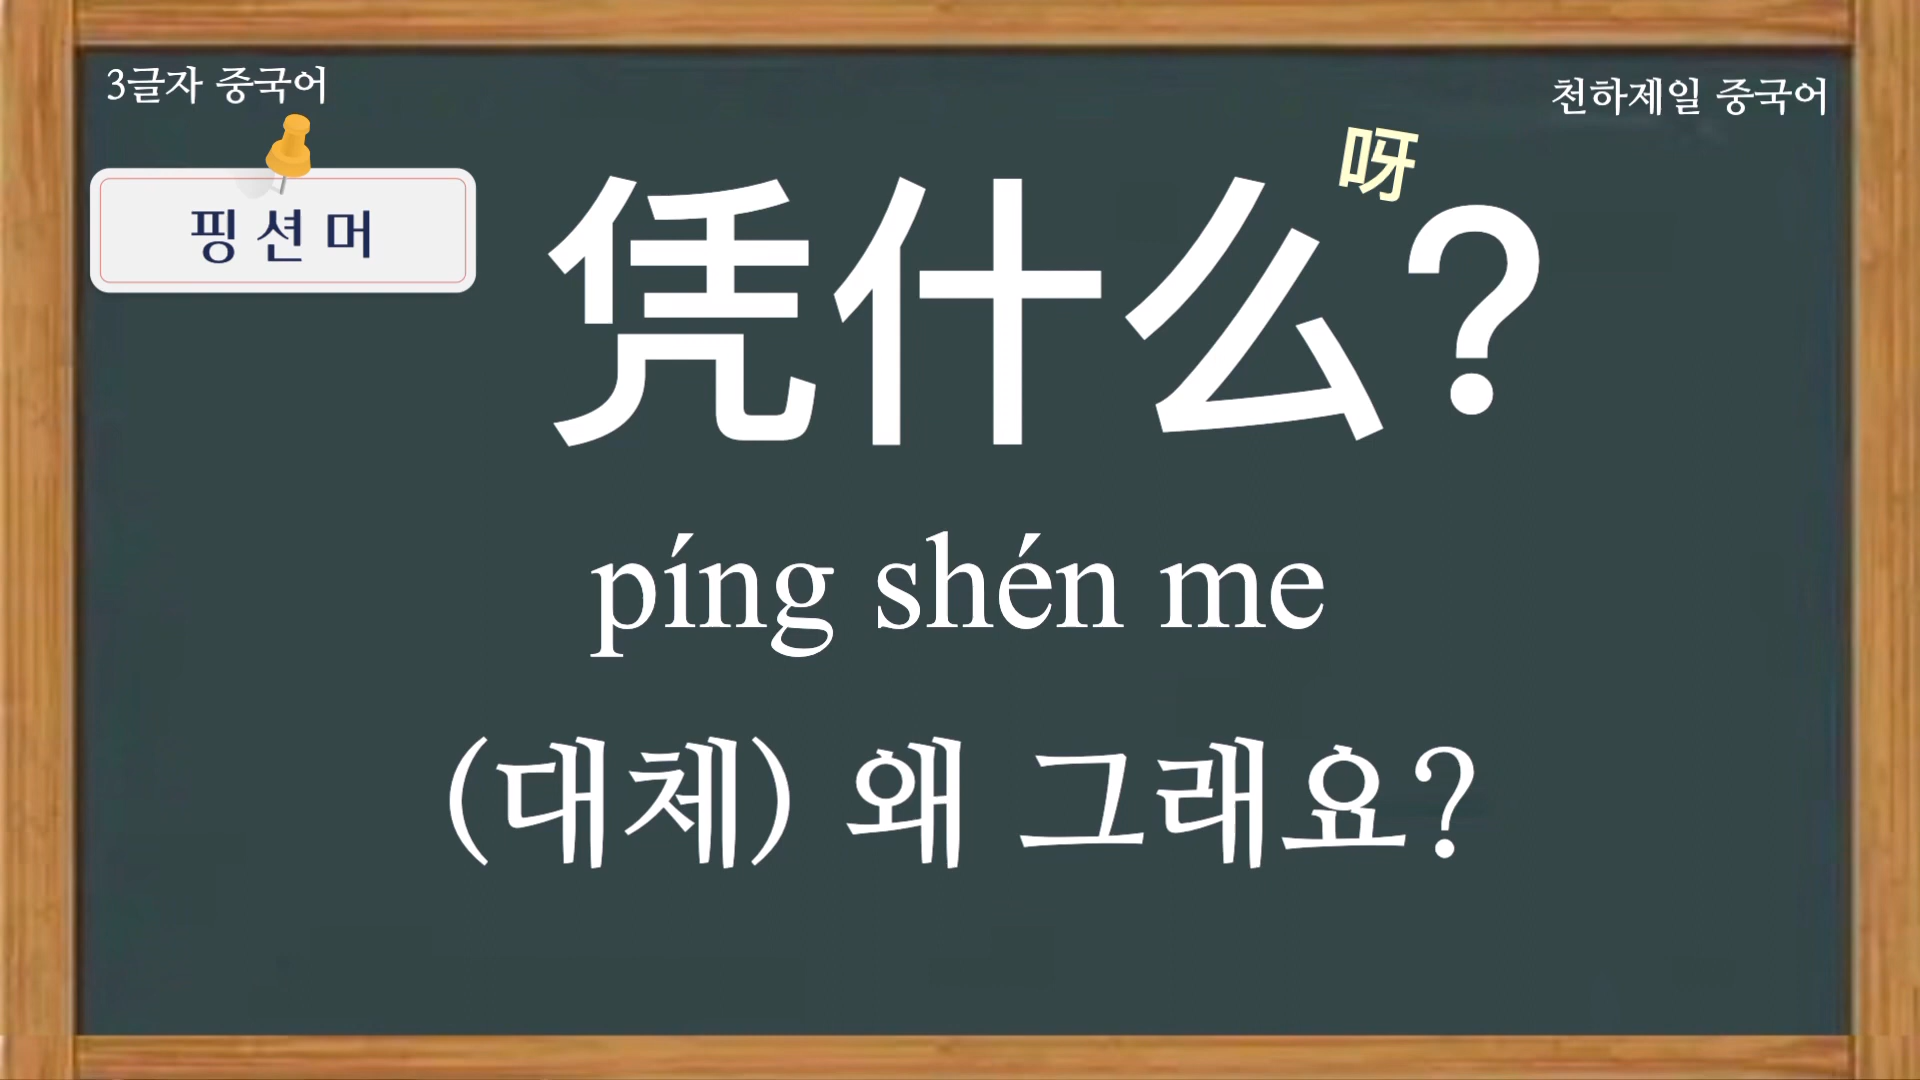 3글자 중국어
천하제일 중국어
핑 션 머
凭什么呀?
píng shén me
(대체) 왜 그래요?